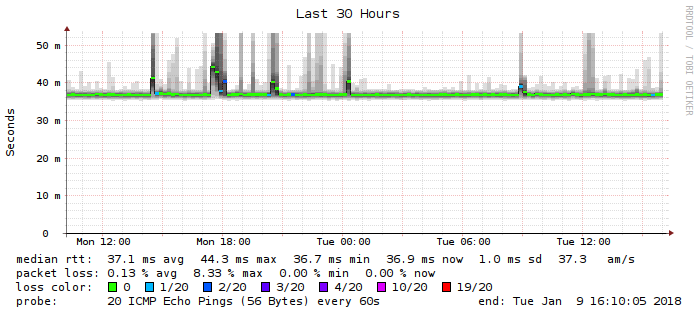 Last 30 Hours
RRDTOOL / TOBI OETIKER
Seconds
50 m
40 m
30 m
20 m
10 m
0
Mon 12:00 Mon 18:00 Tue 00:00 Tue 06:00 Tue 12:00
median rtt: 37.1 ms avg 44.3 ms max 36.7 ms min 36.9 ms now 1.0 ms sd 37.3 am/s
packet loss: 0.13 % avg 8.33 % max 0.00 % min 0.00 % now
loss color: 0 1/20 2/20 3/20 4/20 10/20 19/20
probe: 20 ICMP Echo Pings (56 Bytes) every 60s end: Tue Jan 9 16:10:05 2018